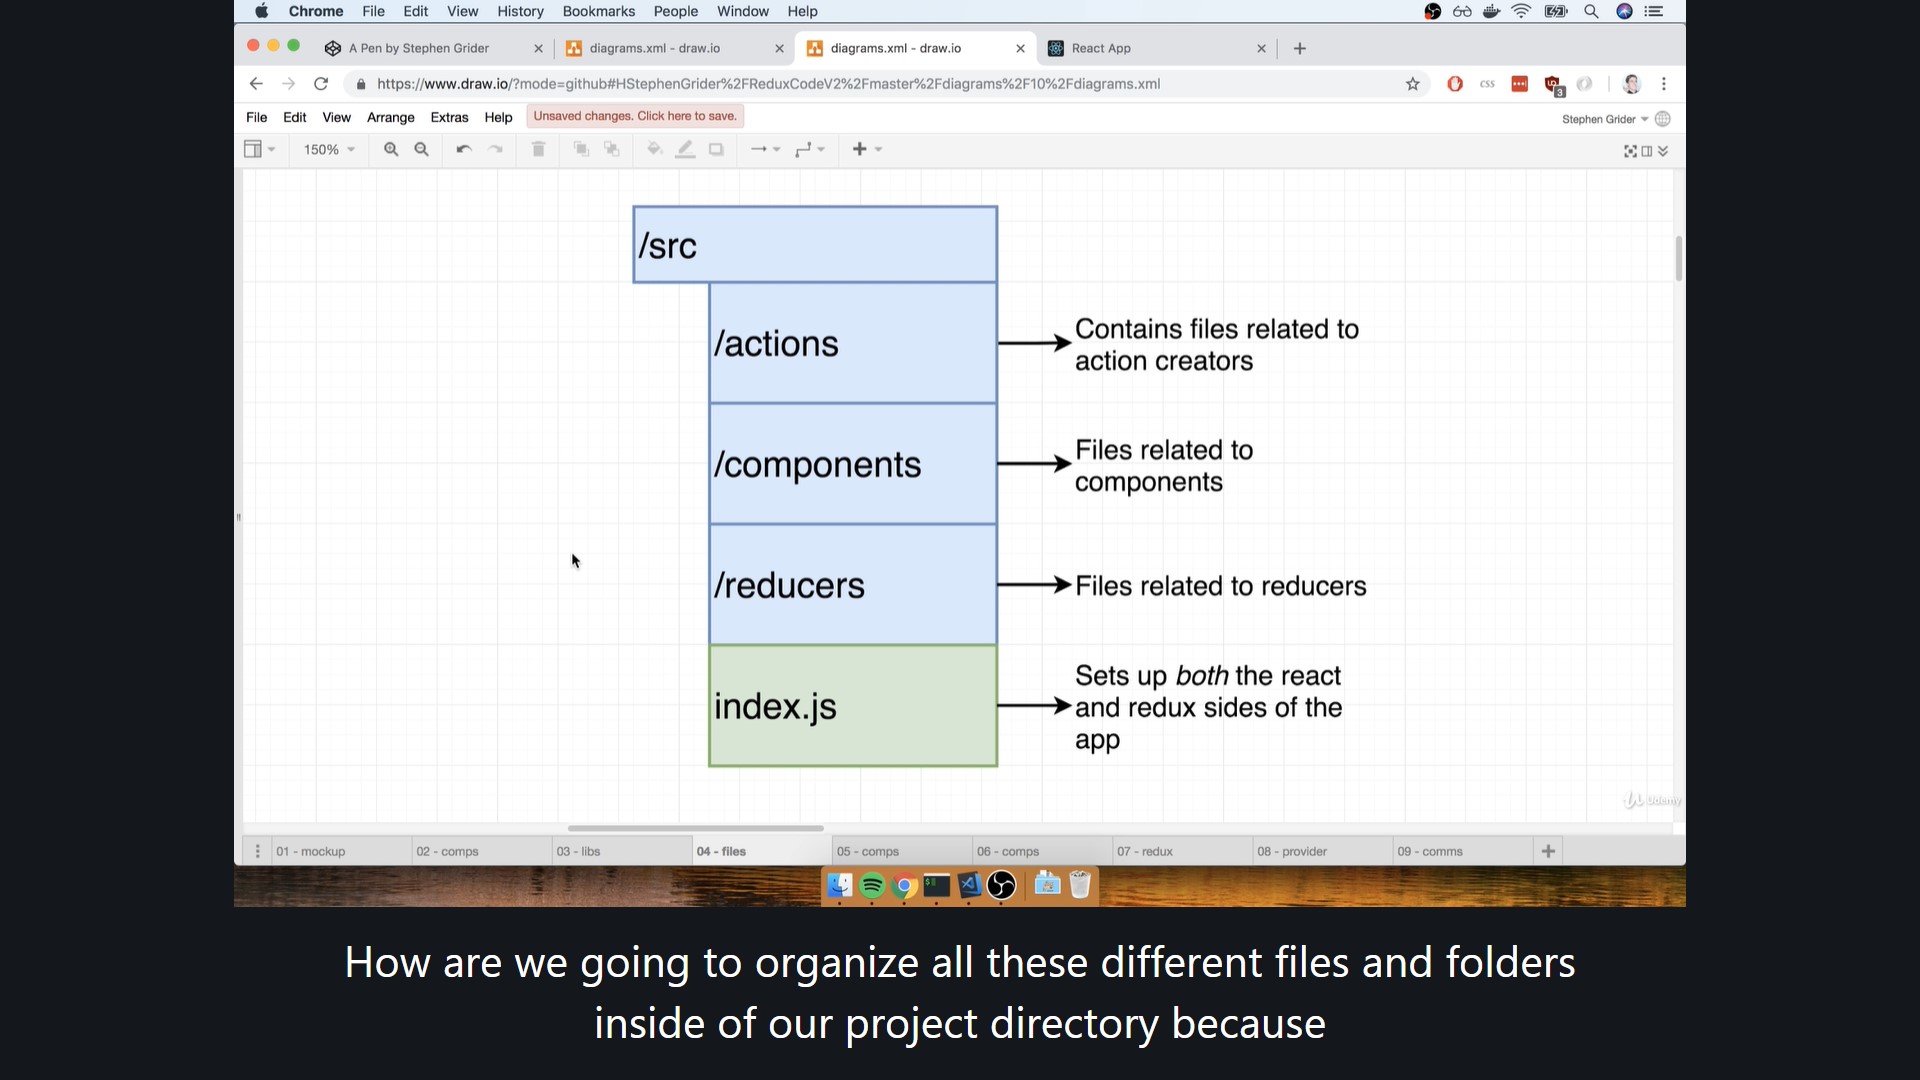 Chrome File Edit View History Bookmarks People Window Help
A Pen by Stephen Grider
diagrams.xml - draw.io
diagrams.xml - draw.io
React App
https://www.draw.io/?mode=github#HStephenGrider%2FReduxCodeV2%2Fmaster%2Fdiagrams%2F10%2Fdiagrams.xml
CSS
3
File Edit View Arrange Extras Help
Unsaved changes. Click here to save.
Stephen Grider
150%
/src
/actions
Contains files related to
action creators
/components
Files related to
components
/reducers
Files related to reducers
index.js
Sets up both the react
and redux sides of the
app
Udemy
01 - mockup
02 - comps
03 - libs
04 - files
05 - comps
06 - comps
07 - redux
08 - provider
09 - comms
How are we going to organize all these different files and folders
inside of our project directory because